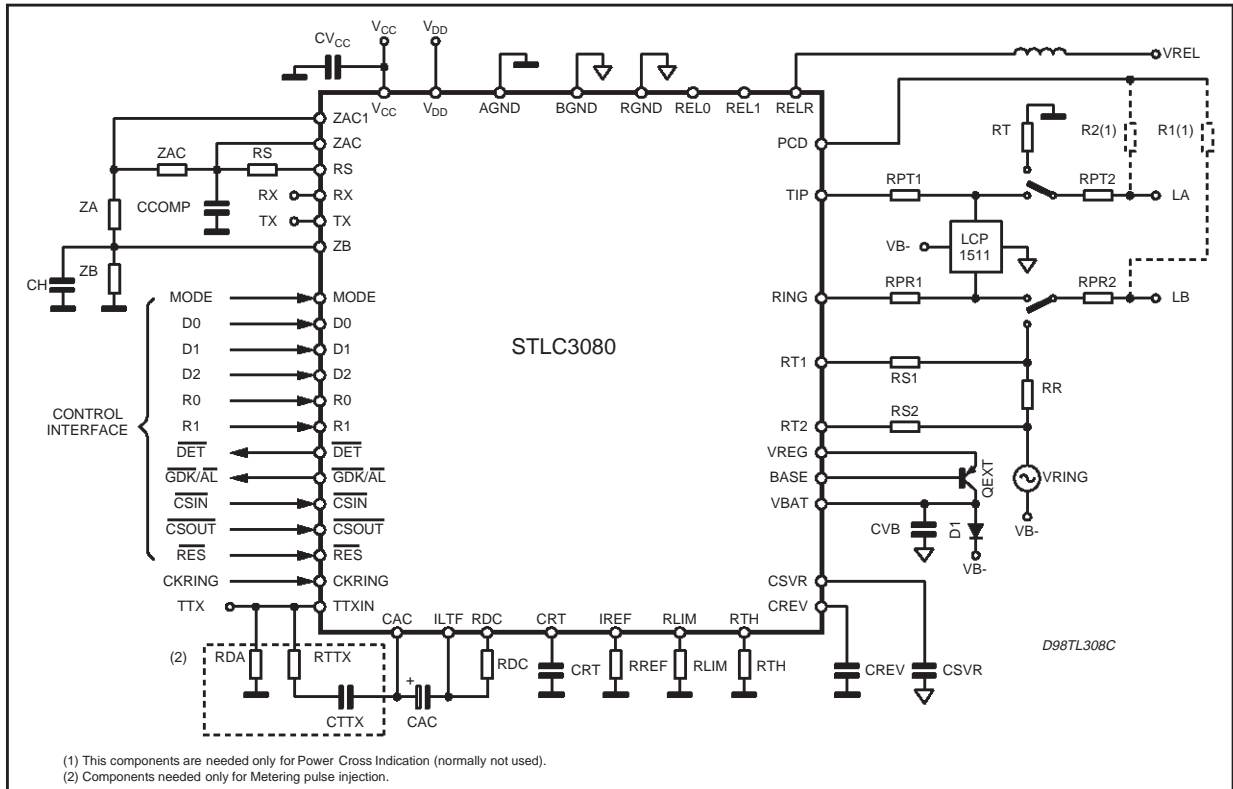 CVCC
VCC
VDD
VREL
VCC
VDD
AGND
BGND
RGND
REL0
REL1
RELR
ZAC1
ZAC
RS
RX
TX
ZB
ZAC
RS
RX
TX
ZA
CCOMP
CH
ZB
PCD
TIP
RING
RT1
RT2
VREG
BASE
VBAT
CSVR
CREV
RT
R2(1)
R1(1)
RPT1
RPT2
LA
VB-
LCP
1511
RPR1
RPR2
LB
RS1
RR
RS2
QEXT
VRING
VB-
CVB
D1
VB-
STLC3080
CONTROL
INTERFACE
MODE MODE
D0 D0
D1 D1
D2 D2
R0 R0
R1 R1
DET DET
GDK/AL GDK/AL
CSIN CSIN
CSOUT CSOUT
RES RES
CKRING CKRING
TTX TTXIN
CAC
ILTF
RDC
CRT
IREF
RLIM
RTH
(2)
RDA
RTTX
CTTX
+
CAC
RDC
CRT
RREF
RLIM
RTH
CREV
CSVR
D98TL308C
(1) This components are needed only for Power Cross Indication (normally not used).
(2) Components needed only for Metering pulse injection.